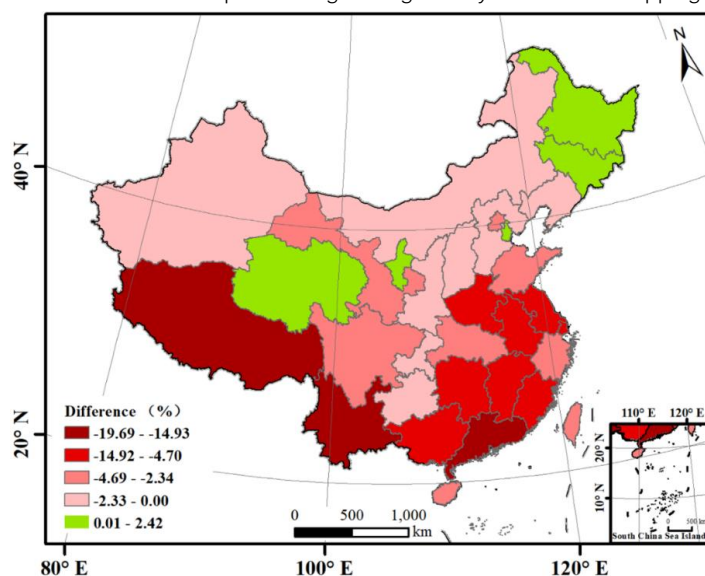 N
40° N
20° N
Difference （%）
-19.69 - -14.93
-14.92 - -4.70
-4.69 - -2.34
-2.33 - 0.00
0.01 - 2.42
0 500 1,000
km
80° E 100° E 120° E
110° E 120° E
20° N
10° N
0 500 km
South China Sea Island